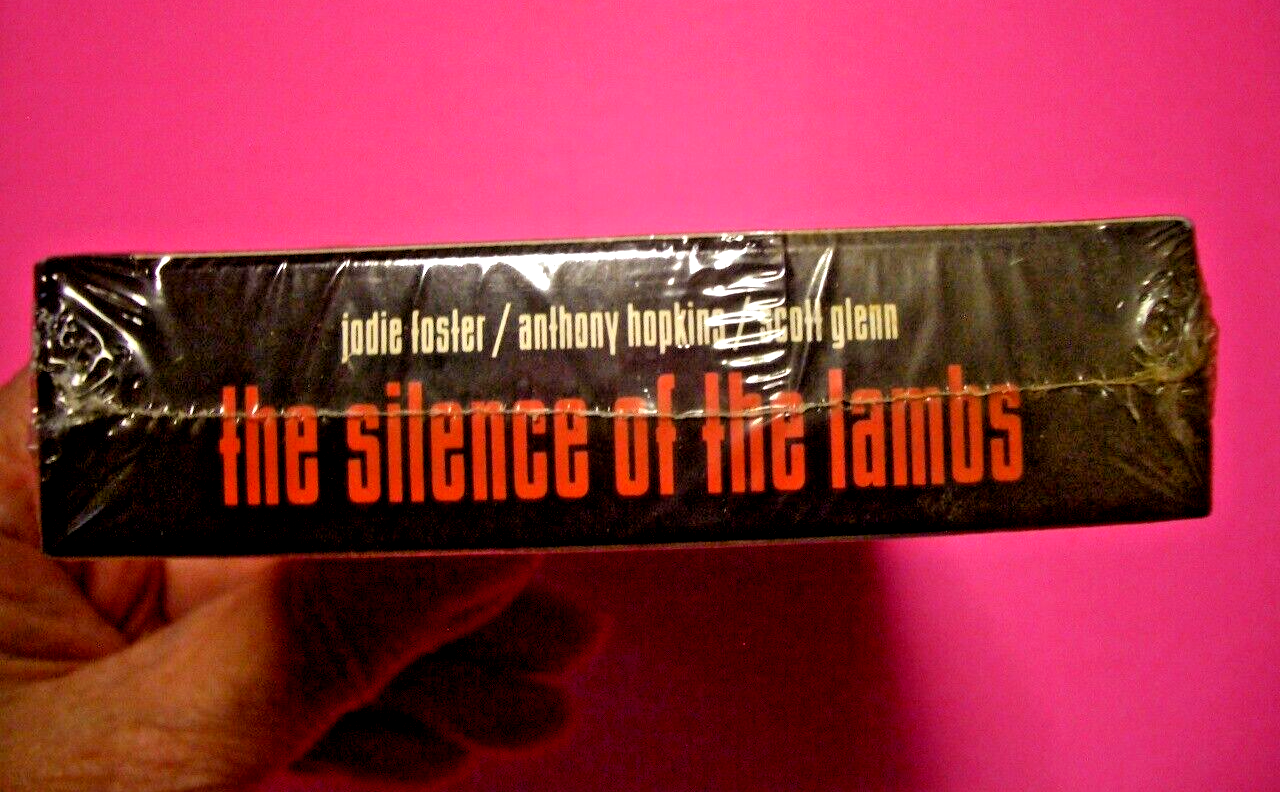 jodie foster / anthony hopkins / scott glenn
the silence of the lambs